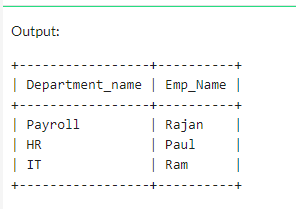 Output:
+-----------------+----------+
| Department_name | Emp_Name |
+-----------------+----------+
| Payroll         | Rajan    |
| HR              | Paul     |
| IT              | Ram      |
+-----------------+----------+